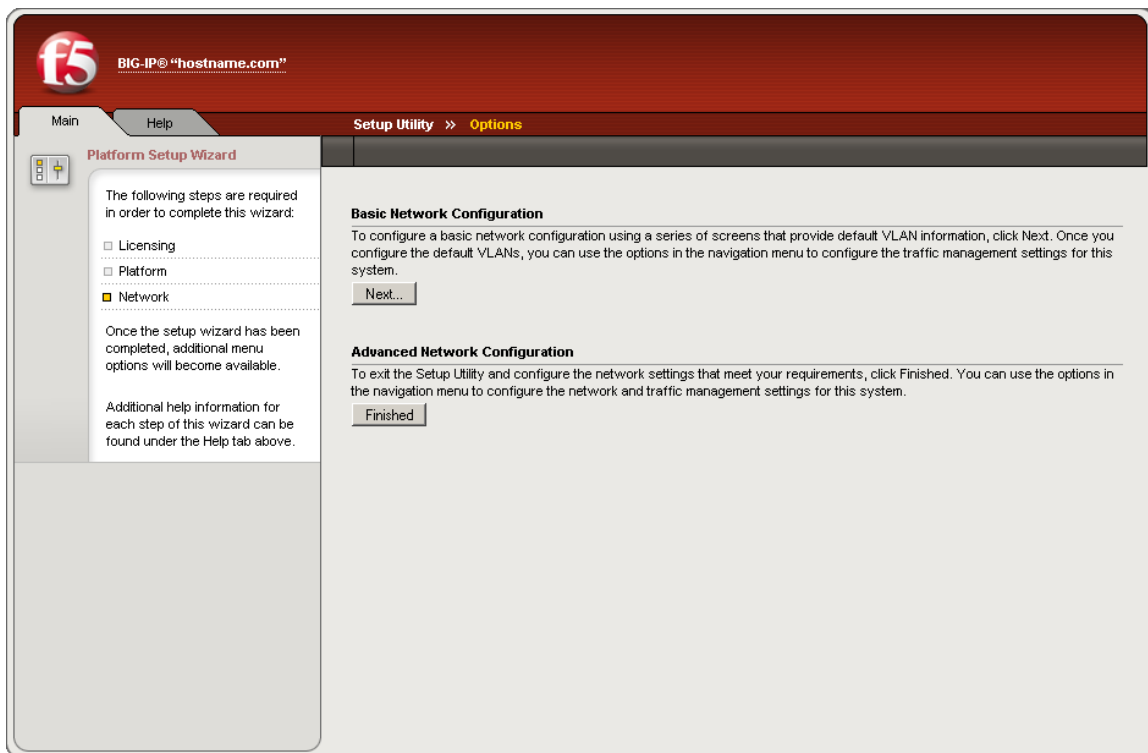 f5
BIG-IP® “hostname.com”
Main
Help
Setup Utility » Options
Platform Setup Wizard
The following steps are required
in order to complete this wizard:
Licensing
Platform
Network
Once the setup wizard has been
completed, additional menu
options will become available.
Additional help information for
each step of this wizard can be
found under the Help tab above.
Basic Network Configuration
To configure a basic network configuration using a series of screens that provide default VLAN information, click Next. Once you
configure the default VLANs, you can use the options in the navigation menu to configure the traffic management settings for this
system.
Next...
Advanced Network Configuration
To exit the Setup Utility and configure the network settings that meet your requirements, click Finished. You can use the options in
the navigation menu to configure the network and traffic management settings for this system.
Finished